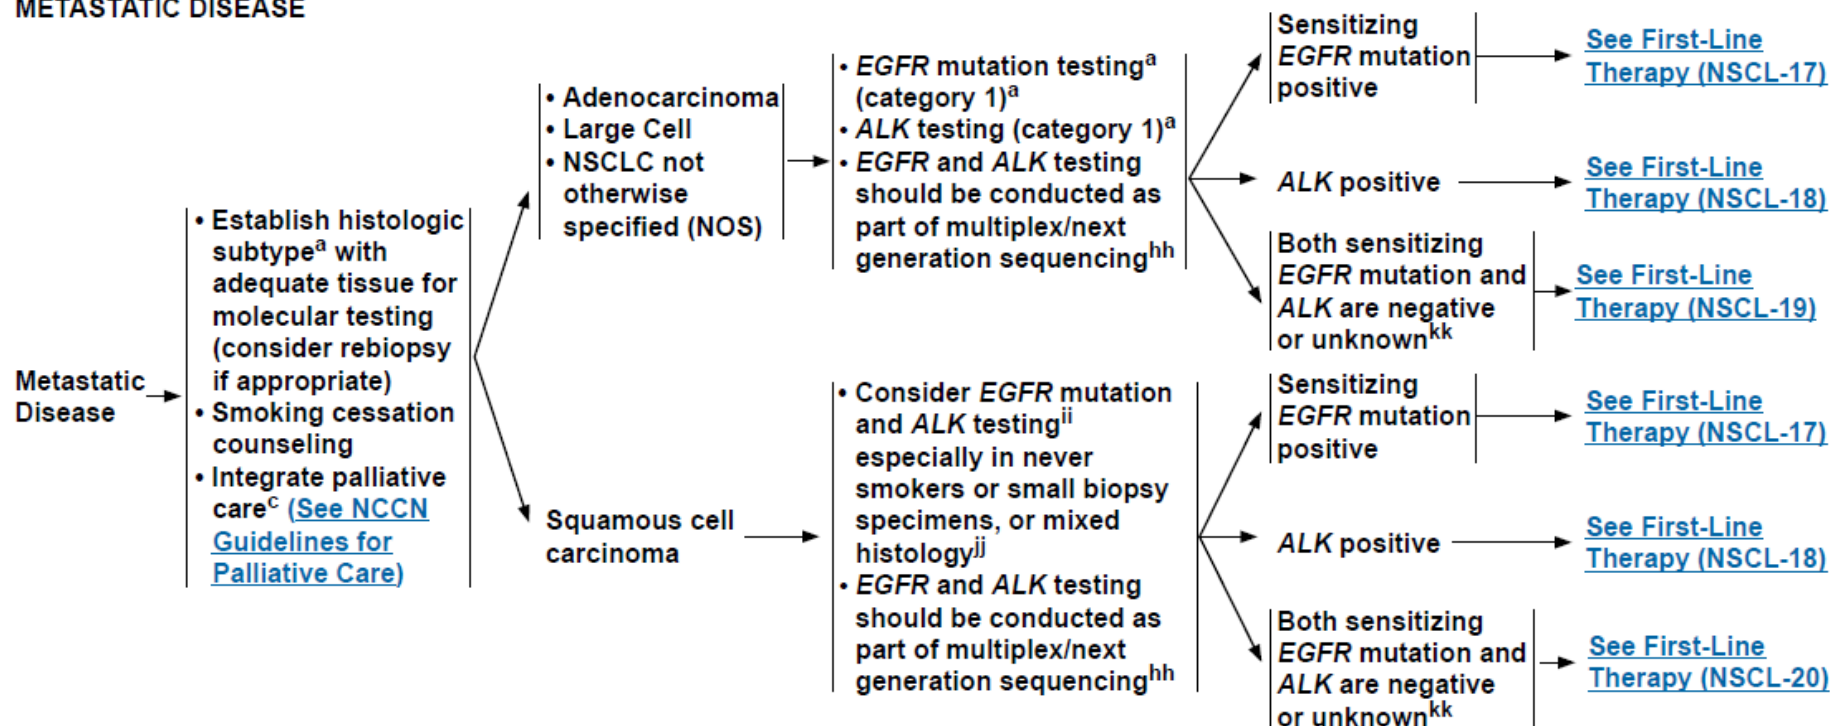 METASTATIC DISEASE
Metastatic
Disease
• Establish histologic
subtypeᵃ with
adequate tissue for
molecular testing
(consider rebiopsy
if appropriate)
• Smoking cessation
counseling
• Integrate palliative
careᶜ (See NCCN
Guidelines for
Palliative Care)
• Adenocarcinoma
• Large Cell
• NSCLC not
otherwise
specified (NOS)
• EGFR mutation testingᵃ
(category 1)ᵃ
• ALK testing (category 1)ᵃ
• EGFR and ALK testing
should be conducted as
part of multiplex/next
generation sequencingʰʰ
Sensitizing
EGFR mutation
positive
See First-Line
Therapy (NSCL-17)
ALK positive
See First-Line
Therapy (NSCL-18)
Both sensitizing
EGFR mutation and
ALK are negative
or unknownᵏᵏ
See First-Line
Therapy (NSCL-19)
Squamous cell
carcinoma
• Consider EGFR mutation
and ALK testingⁱⁱ
especially in never
smokers or small biopsy
specimens, or mixed
histologyʲʲ
• EGFR and ALK testing
should be conducted as
part of multiplex/next
generation sequencingʰʰ
Sensitizing
EGFR mutation
positive
See First-Line
Therapy (NSCL-17)
ALK positive
See First-Line
Therapy (NSCL-18)
Both sensitizing
EGFR mutation and
ALK are negative
or unknownᵏᵏ
See First-Line
Therapy (NSCL-20)